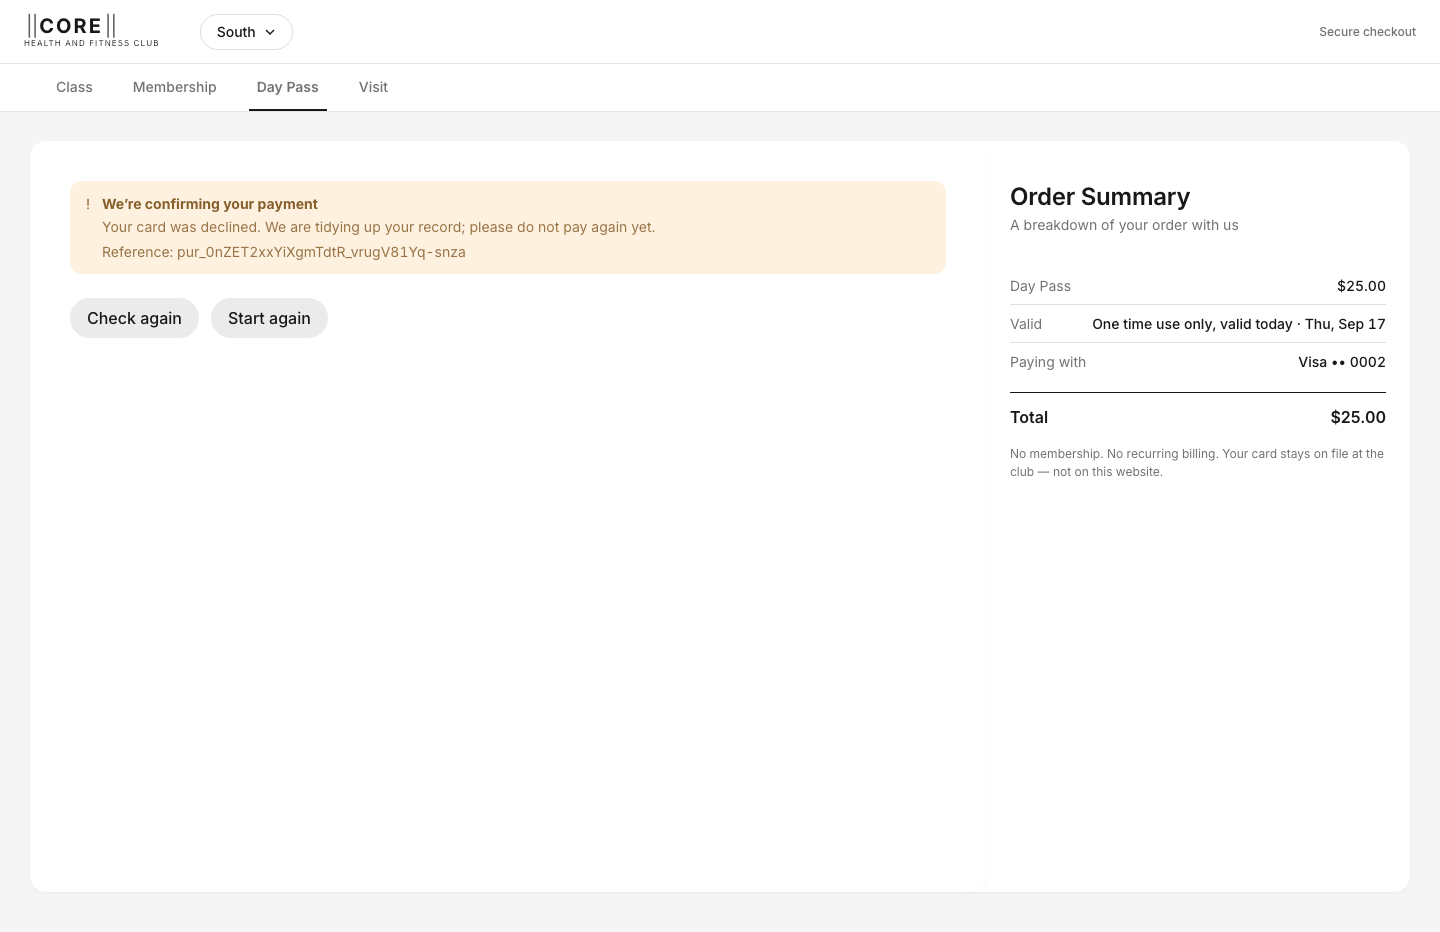 CORE
HEALTH AND FITNESS CLUB
South
Secure checkout
Class
Membership
Day Pass
Visit
! We’re confirming your payment
Your card was declined. We are tidying up your record; please do not pay again yet.
Reference: pur_0nZET2xxYiXgmTdtR_vrugV81Yq-snza
Check again
Start again
Order Summary
A breakdown of your order with us
Day Pass $25.00
Valid One time use only, valid today · Thu, Sep 17
Paying with Visa •• 0002
Total $25.00
No membership. No recurring billing. Your card stays on file at the
club — not on this website.